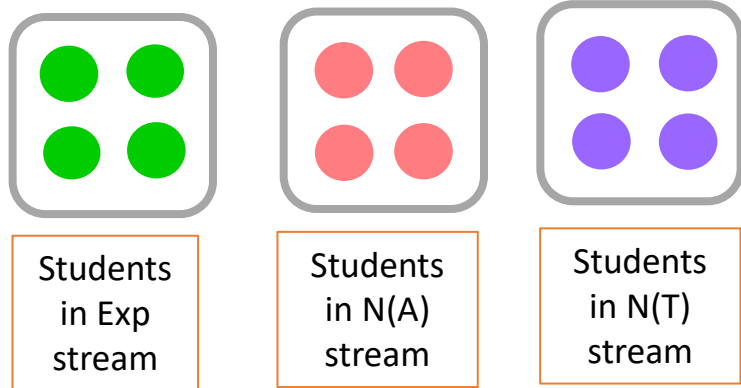 Students
in Exp
stream
Students
in N(A)
stream
Students
in N(T)
stream